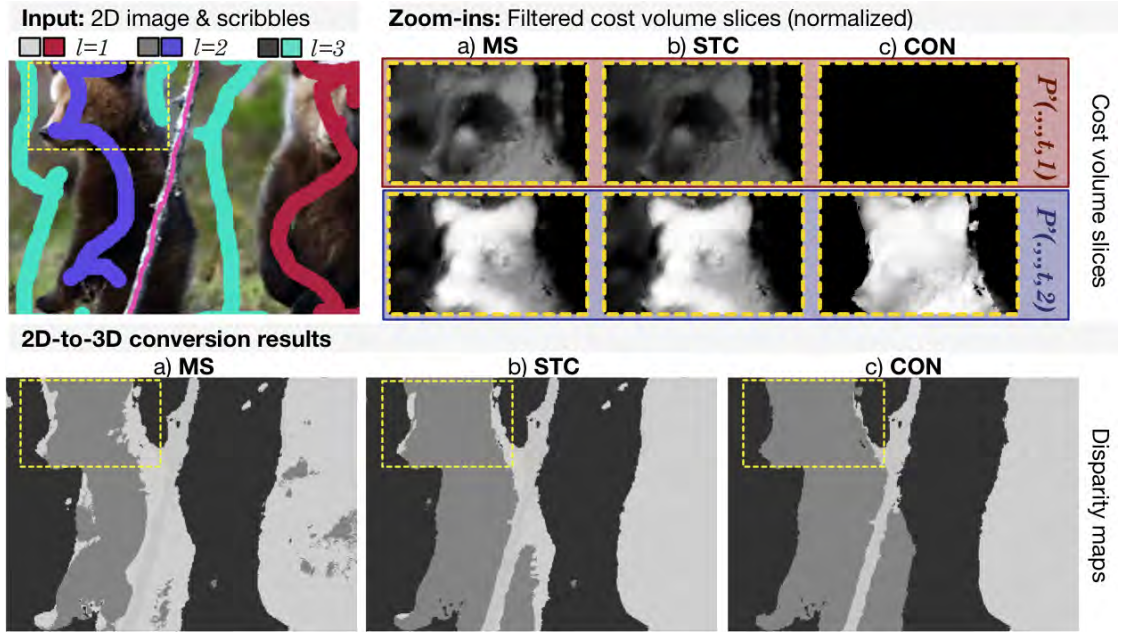 Input: 2D image & scribbles
l=1 l=2 l=3
Zoom-ins: Filtered cost volume slices (normalized)
a) MS b) STC c) CON
P'(.,.,t,1)
P'(.,.,t,2)
Cost volume slices
2D-to-3D conversion results
a) MS b) STC c) CON
Disparity maps